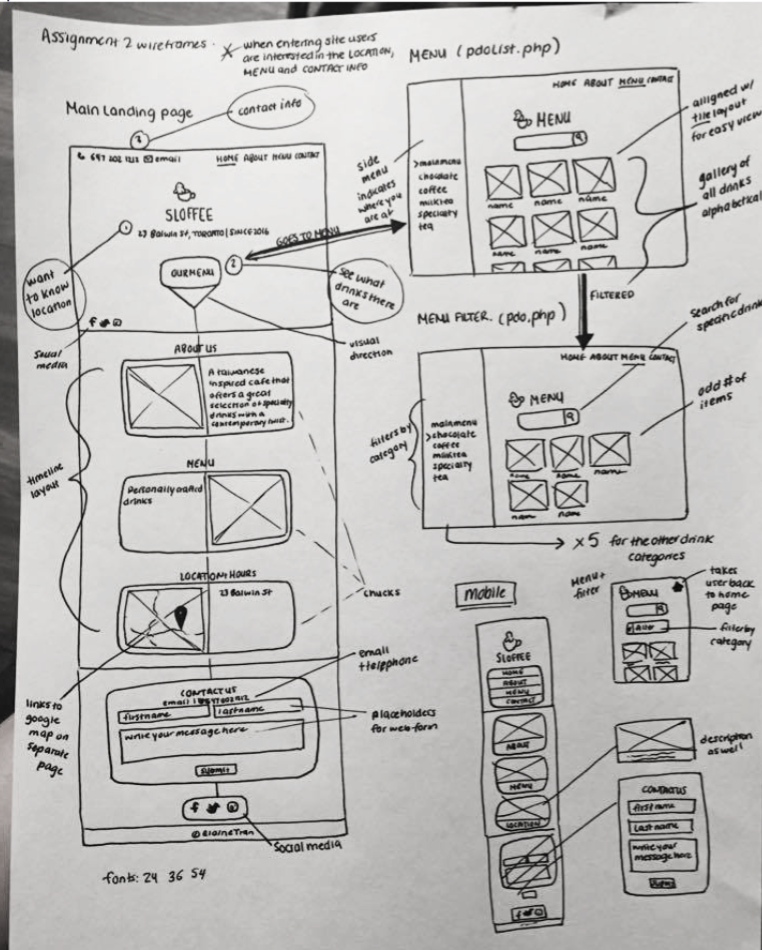 Assignment 2 wireframes.
* when entering site users
are interested in the LOCATION,
MENU and CONTACT INFO
Main landing page
contact info
1
647 202 1212 email
HOME ABOUT MENU CONTACT
SLOFFEE
1
23 Balwin St, TORONTO | SINCE 2016
OUR MENU
2
GOES TO MENU
want
to know
location
see what
drinks there
are
visual
direction
Social
media
ABOUT US
A taiwanese
inspired cafe that
offers a great
selection of specialty
drinks with a
contemporary twist.
timeline
layout
MENU
Personally crafted
drinks
LOCATION + HOURS
23 Balwin St
chucks
links to
google
map on
separate
page
CONTACT US
email
first name
last name
write your message here
submit
email
+ telpphone
placeholders
for web-form
© ElaineTran
Social media
fonts: 24 36 54
MENU (pdoList.php)
HOME ABOUT MENU CONTACT
MENU
side
menu
indicates
where you
are at
> mainmenu
chocolate
coffee
milktea
specialty
tea
name name name
name name name
alligned w/
tile layout
for easy view
gallery of
all drinks
alphabetical
FILTERED
MENU FILTER. (pdo.php)
HOME ABOUT MENU CONTACT
MENU
search for
specific drink
odd # of
items
filters by
category
mainmenu
> chocolate
coffee
milktea
specialty
tea
name name name
name name
x5 for the other drink
categories
Mobile
SLOFFEE
HOME
ABOUT
MENU
CONTACT
ABOUT
MENU
LOCATION
Menu +
filter
MENU
takes
user back
to home
page
filter by
category
description
as well
CONTACT US
first name
Last name
write your
message here